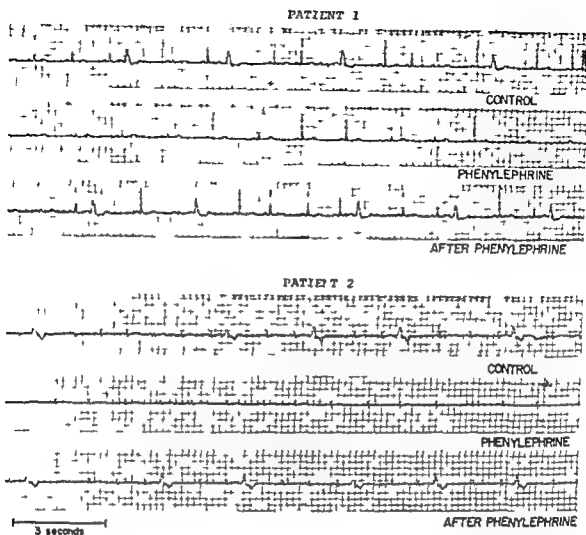 PATIENT 1
CONTROL
PHENYLEPHRINE
AFTER PHENYLEPHRINE
PATIENT 2
CONTROL
PHENYLEPHRINE
AFTER PHENYLEPHRINE
3 seconds